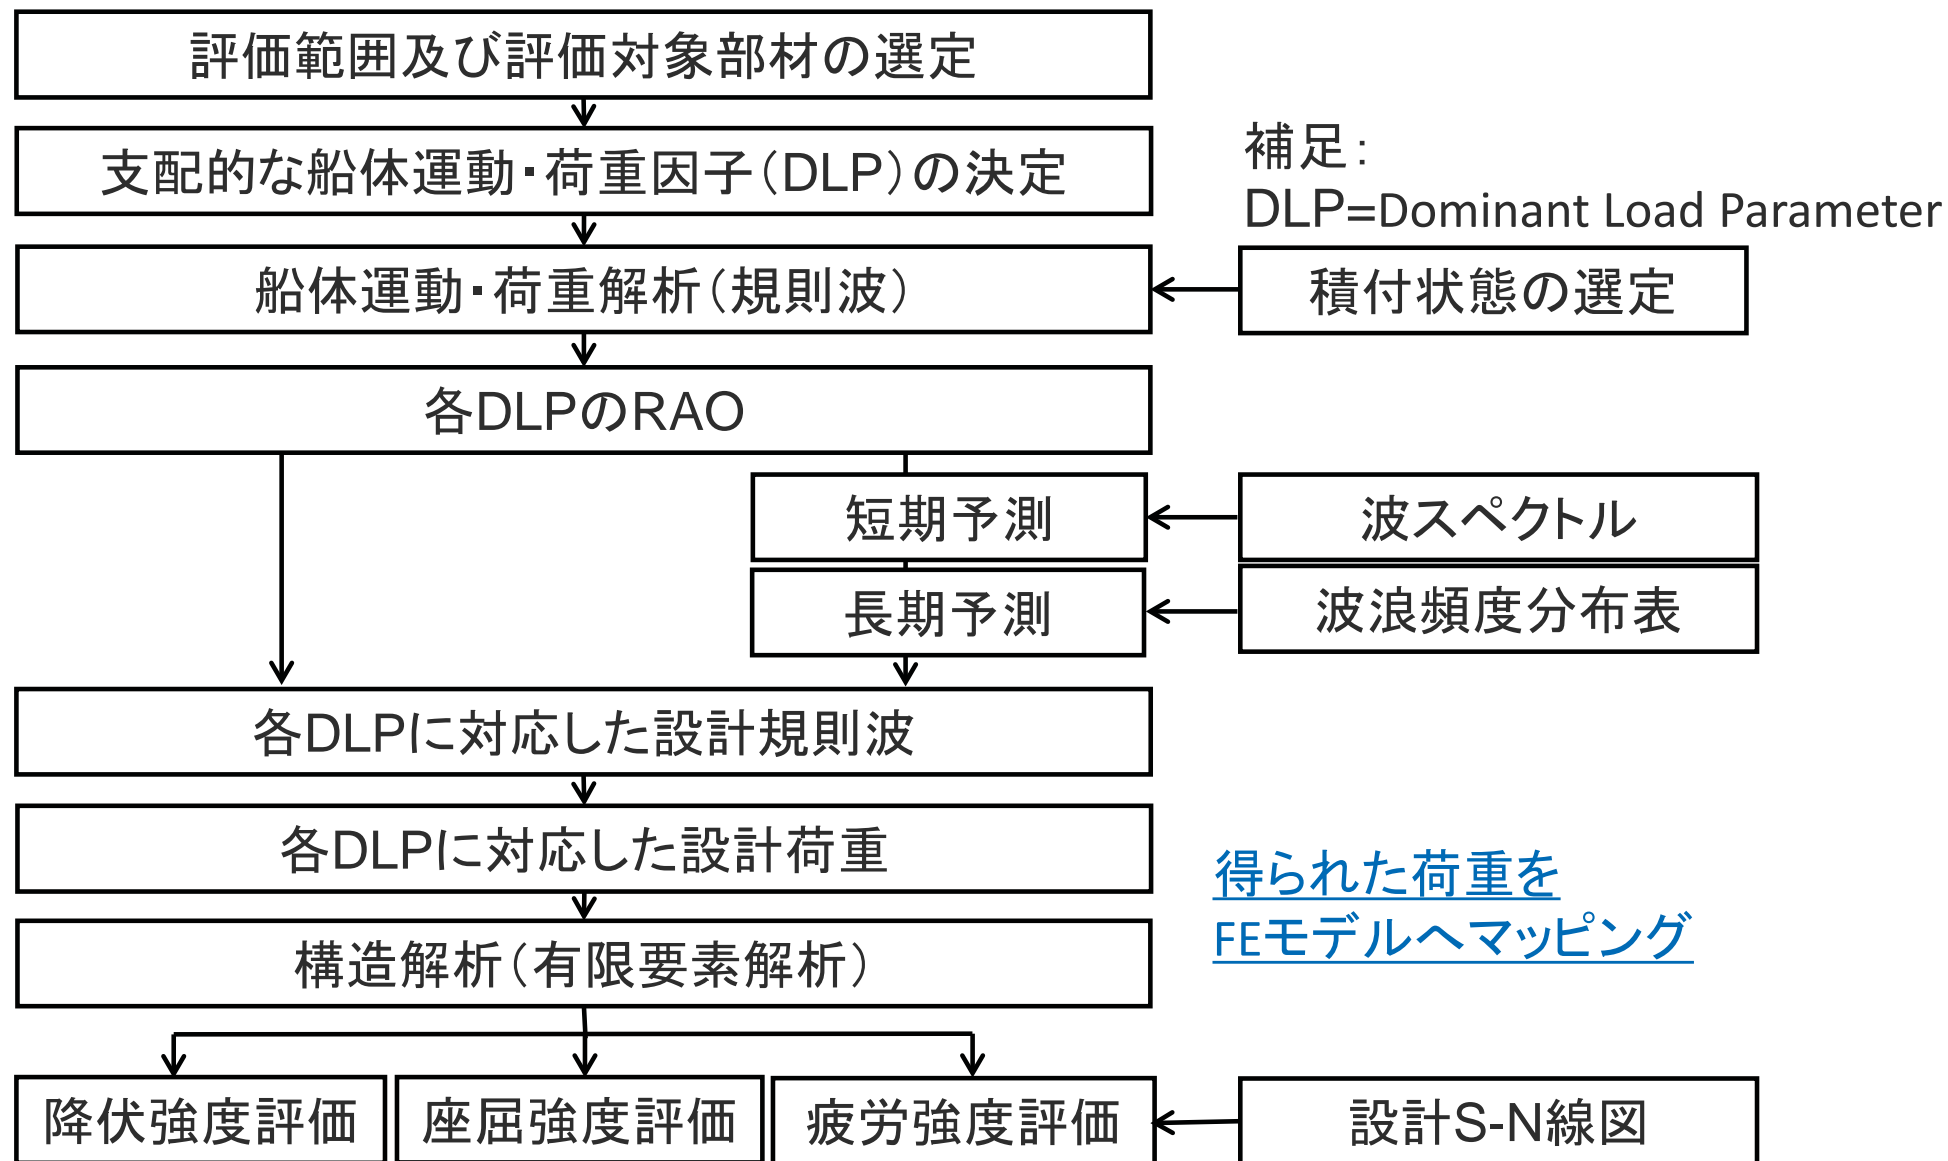 評価範囲及び評価対象部材の選定
支配的な船体運動・荷重因子（DLP）の決定
補足：
DLP=Dominant Load Parameter
船体運動・荷重解析（規則波）
積付状態の選定
各DLPのRAO
短期予測
波スペクトル
長期予測
波浪頻度分布表
各DLPに対応した設計規則波
各DLPに対応した設計荷重
得られた荷重を
FEモデルへマッピング
構造解析（有限要素解析）
降伏強度評価
座屈強度評価
疲労強度評価
設計S-N線図